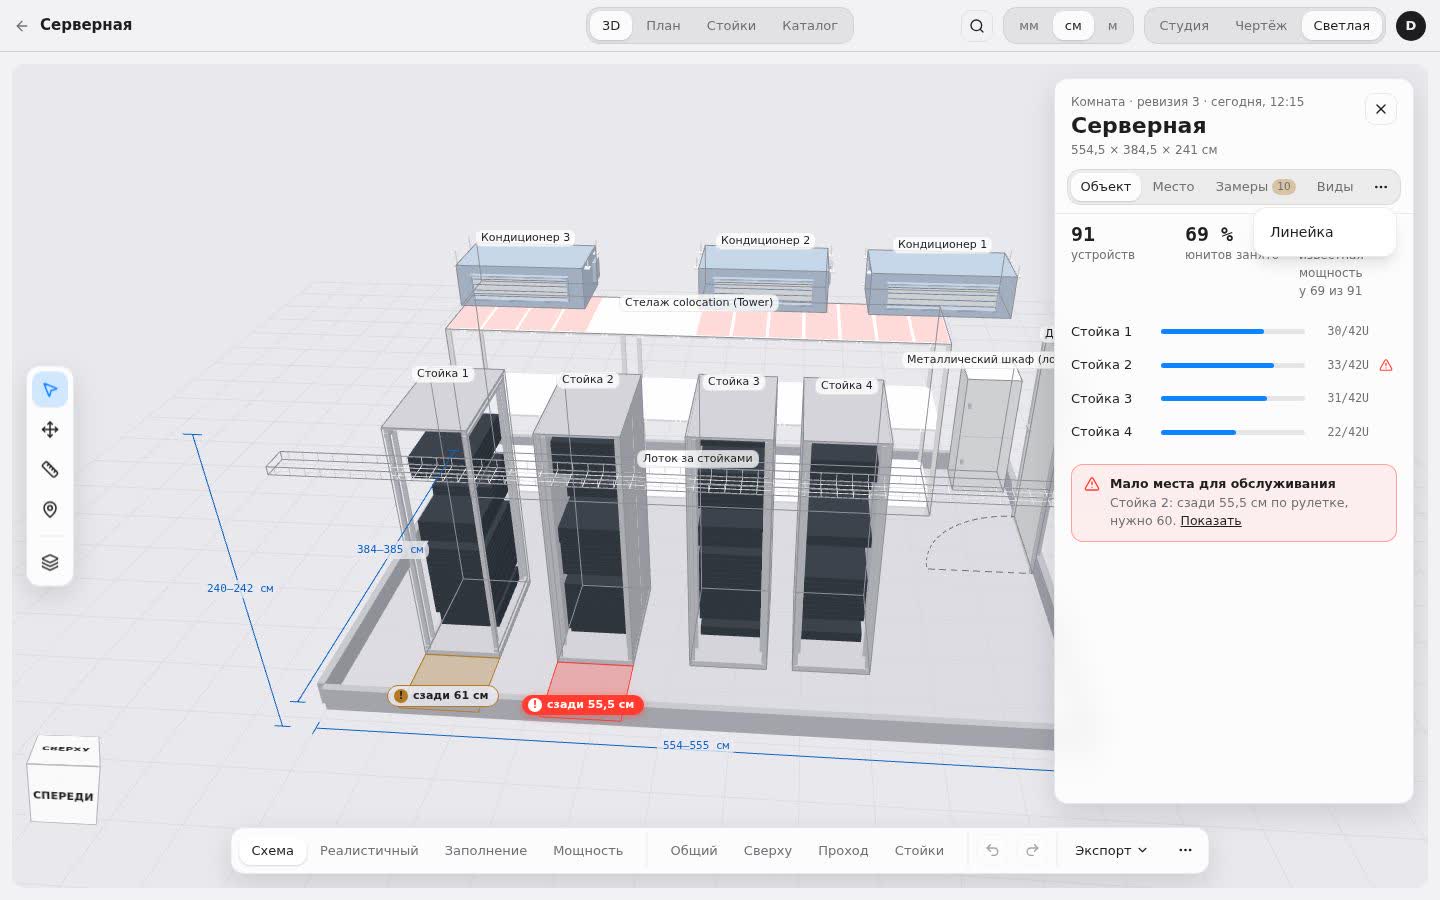 Серверная
3D План Стойки Каталог
мм см м
Студия Чертёж Светлая
D
Комната · ревизия 3 · сегодня, 12:15
Серверная
554,5 × 384,5 × 241 см
Объект Место Замеры 10 Виды
Линейка
91
устройств
69 %
юнитов занято
известная
мощность
у 69 из 91
Стойка 1 30/42U
Стойка 2 33/42U
Стойка 3 31/42U
Стойка 4 22/42U
Мало места для обслуживания
Стойка 2: сзади 55,5 см по рулетке,
нужно 60. Показать
Кондиционер 3
Кондиционер 2
Кондиционер 1
Стелаж colocation (Tower)
Металлический шкаф (ло
Стойка 1
Стойка 2
Стойка 3
Стойка 4
Лоток за стойками
384–385 см
240–242 см
сзади 61 см
сзади 55,5 см
554–555 см
СВЕРХУ
СПЕРЕДИ
Схема Реалистичный Заполнение Мощность
Общий Сверху Проход Стойки
Экспорт